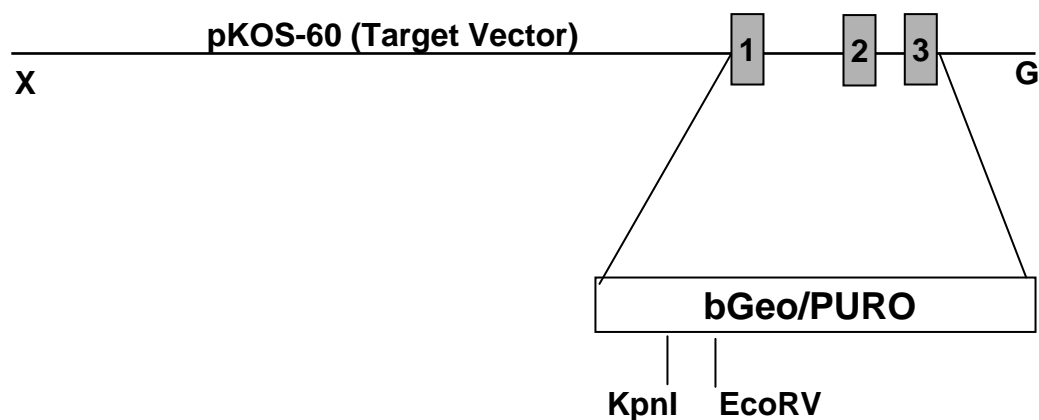 pKOS-60 (Target Vector)
1 2 3
X G
bGeo/PURO
KpnI EcoRV